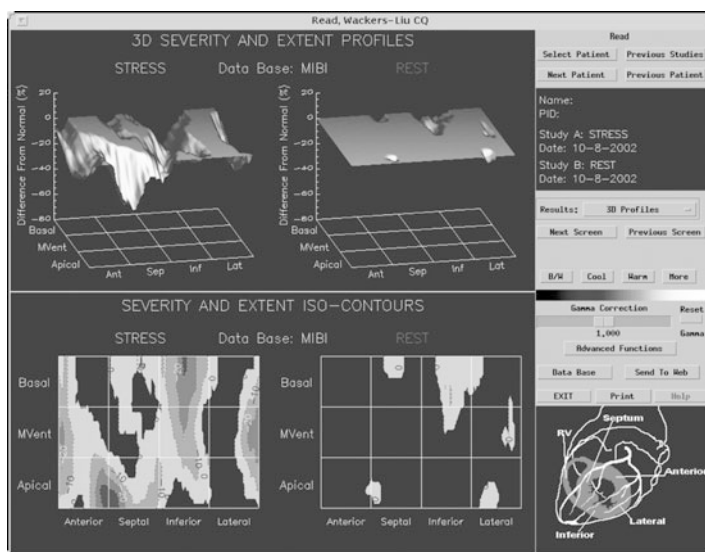 Read, Wackers-Liu CQ
3D SEVERITY AND EXTENT PROFILES
STRESS Data Base: MIBI REST
Difference From Normal (%)
20
0
-20
-40
-60
-80
Basal
MVent
Apical
Ant Sep Inf Lat
Difference From Normal (%)
20
0
-20
-40
-60
-80
Basal
MVent
Apical
Ant Sep Inf Lat
SEVERITY AND EXTENT ISO-CONTOURS
STRESS Data Base: MIBI REST
Basal
MVent
Apical
Anterior Septal Inferior Lateral
Basal
MVent
Apical
Anterior Septal Inferior Lateral
Read
Select Patient Previous Studies
Next Patient Previous Patient
Name:
PID:
Study A: STRESS
Date: 10-8-2002
Study B: REST
Date: 10-8-2002
Results: 3D Profiles
Next Screen Previous Screen
B/W Cool Warm More
Gamma Correction Reset
1,000 Gamma
Advanced Functions
Data Base Send To Web
EXIT Print Help
Septum
RV
Anterior
Lateral
Inferior